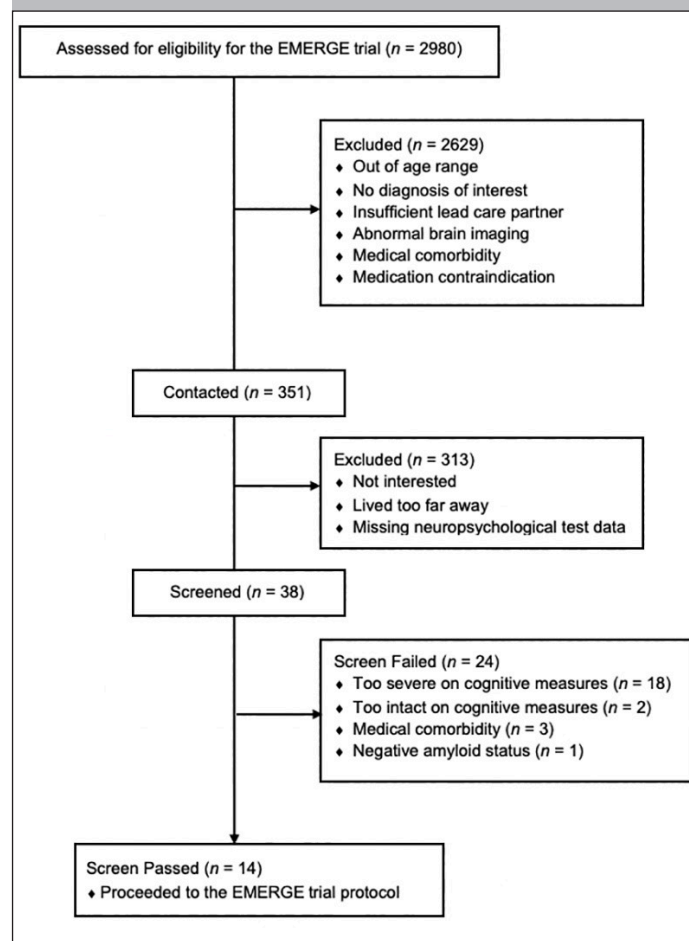 Assessed for eligibility for the EMERGE trial (n = 2980)
Excluded (n = 2629)
♦ Out of age range
♦ No diagnosis of interest
♦ Insufficient lead care partner
♦ Abnormal brain imaging
♦ Medical comorbidity
♦ Medication contraindication
Contacted (n = 351)
Excluded (n = 313)
♦ Not interested
♦ Lived too far away
♦ Missing neuropsychological test data
Screened (n = 38)
Screen Failed (n = 24)
♦ Too severe on cognitive measures (n = 18)
♦ Too intact on cognitive measures (n = 2)
♦ Medical comorbidity (n = 3)
♦ Negative amyloid status (n = 1)
Screen Passed (n = 14)
♦ Proceeded to the EMERGE trial protocol